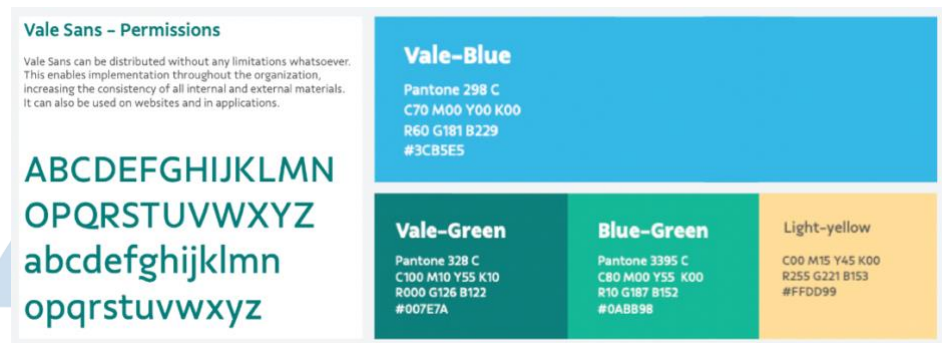 Vale Sans – Permissions
Vale Sans can be distributed without any limitations whatsoever.
This enables implementation throughout the organization,
increasing the consistency of all internal and external materials.
It can also be used on websites and in applications.
ABCDEFGHIJKLMN
OPQRSTUVWXYZ
abcdefghijklmn
opqrstuvwxyz
Vale-Blue
Pantone 298 C
C70 M00 Y00 K00
R60 G181 B229
#3CB5E5
Vale-Green
Pantone 328 C
C100 M10 Y55 K10
R000 G126 B122
#007E7A
Blue-Green
Pantone 3395 C
C80 M00 Y55 K00
R10 G187 B152
#0ABB98
Light-yellow
C00 M15 Y45 K00
R255 G221 B153
#FFDD99